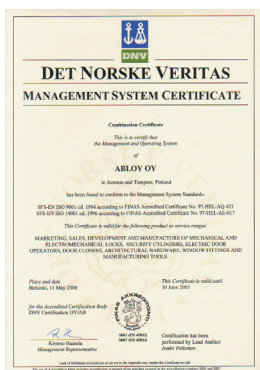 DNV
DET NORSKE VERITAS
MANAGEMENT SYSTEM CERTIFICATE
Combination Certificate
This is to certify that
the Management and Operating System
of
ABLOY OY
in Joensuu and Tampere, Finland
has been found to conform to the Management System Standards:
SFS-EN ISO 9001 ed. 1994 according to FINAS Accredited Certificate No. 97-HEL-AQ-421
SFS-EN ISO 14001 ed. 1996 according to FINAS Accredited Certificate No. 97-HEL-AE-017
This Certificate is valid for the following product or service ranges:
MARKETING, SALES, DEVELOPMENT AND MANUFACTURE OF MECHANICAL AND
ELECTROMECHANICAL LOCKS, SECURITY CYLINDERS, ELECTRIC DOOR
OPERATORS, DOOR CLOSERS, ARCHITECTURAL HARDWARE, WINDOW FITTINGS AND
MANUFACTURING TOOLS.
Place and date
Helsinki, 11 May 2000
This Certificate is valid until
30 June 2003
for the Accredited Certification Body
DNV Certification OY/AB
Kimmo Haarala
Management Representative
S001 (EN 45012)
Certification has been
performed by Lead Auditor
Jouko Pelkonen.